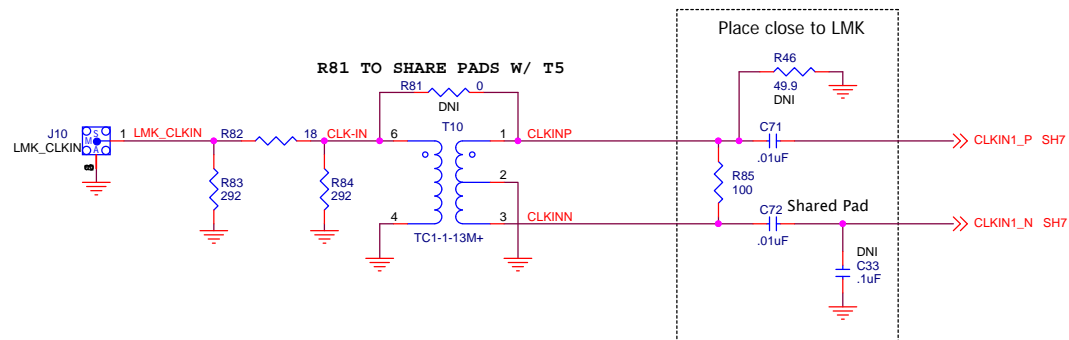 Place close to LMK
R81 TO SHARE PADS W/ T5
R46
49.9
DNI
R81 0
DNI
J10
LMK_CLKIN
S
M
A
1 LMK_CLKIN
R82 18
CLK-IN
6
T10
1
CLKINP
C71
.01uF
CLKIN1_P SH7
R83
292
R84
292
2
R85
100
4
3
CLKINN
TC1-1-13M+
C72
.01uF
Shared Pad
CLKIN1_N SH7
DNI
C33
.1uF